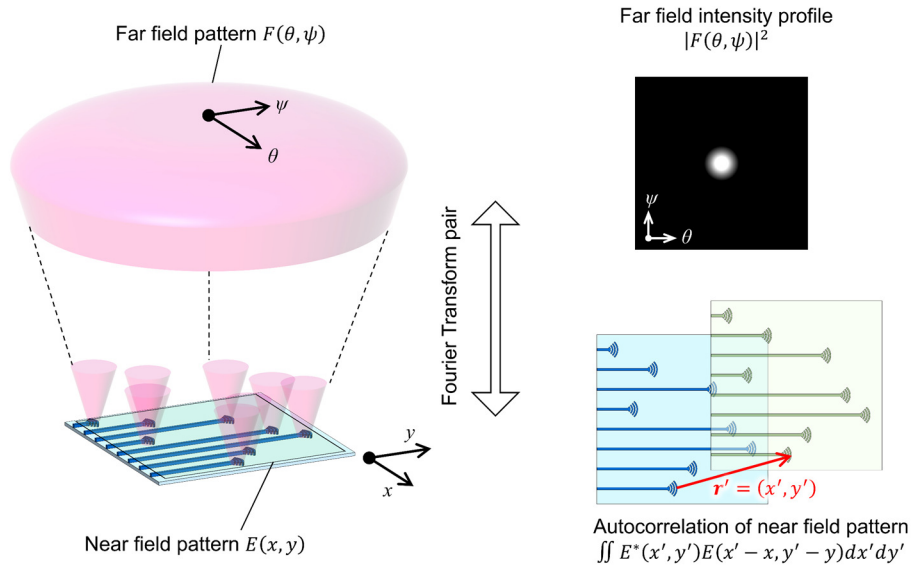 Far field pattern F(θ, ψ)
ψ
θ
Near field pattern E(x, y)
y
x
Fourier Transform pair
Far field intensity profile
|F(θ, ψ)|²
ψ
θ
r′ = (x′, y′)
Autocorrelation of near field pattern
∬ E*(x′, y′)E(x′ − x, y′ − y)dx′dy′